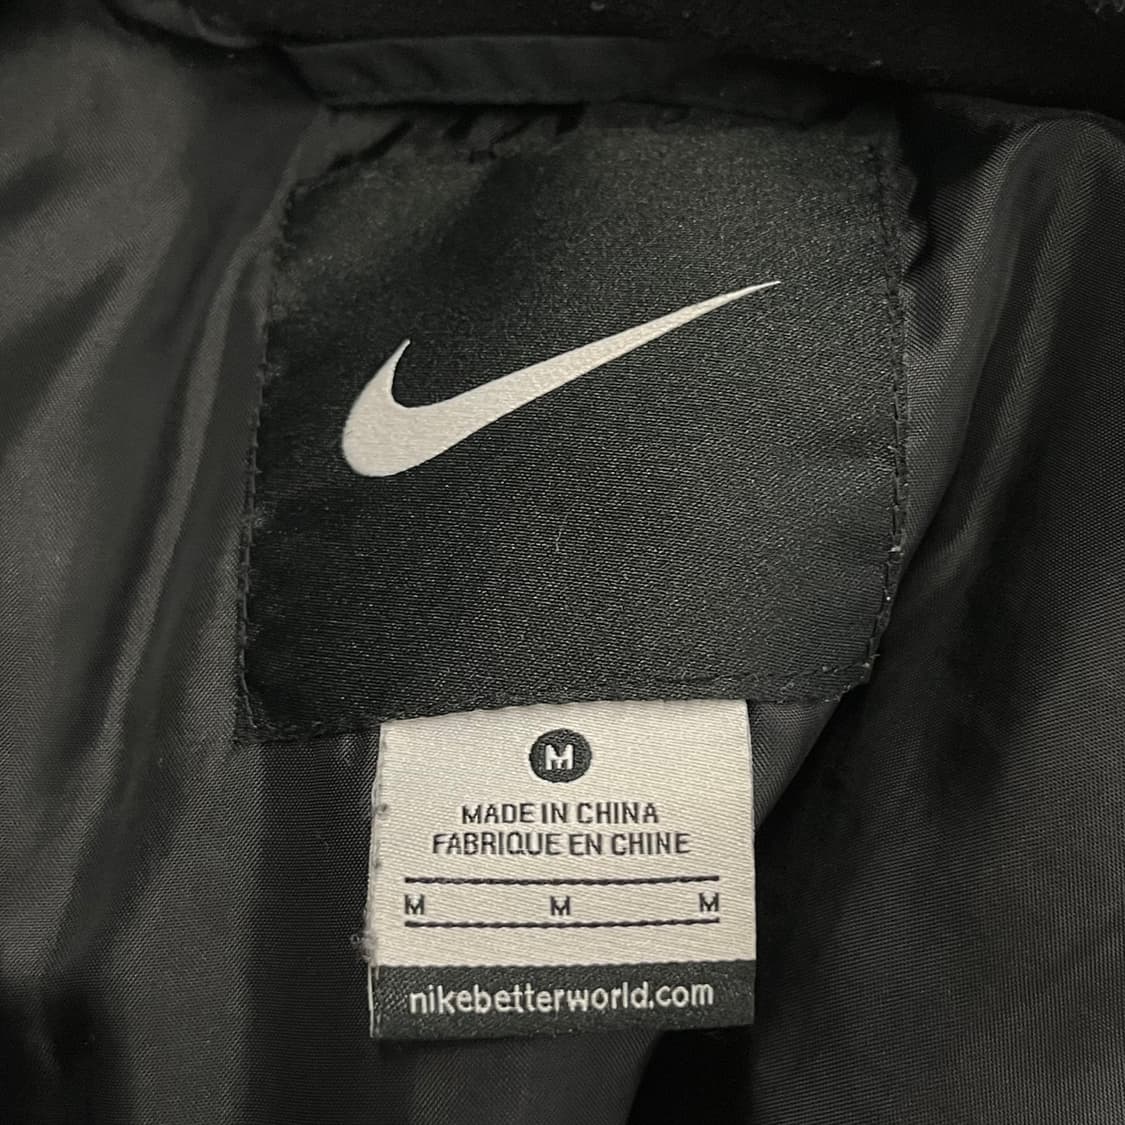 M
MADE IN CHINA
FABRIQUE EN CHINE
M M M
nikebetterworld.com